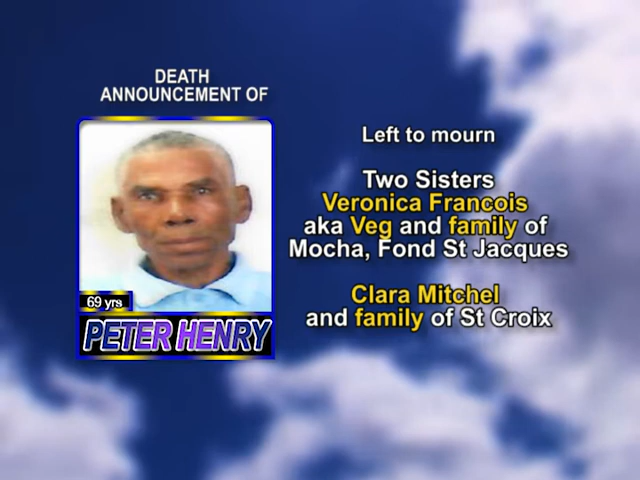 DEATH
ANNOUNCEMENT OF
69 yrs
PETER HENRY
Left to mourn
Two Sisters
Veronica Francois
aka Veg and family of
Mocha, Fond St Jacques
Clara Mitchel
and family of St Croix